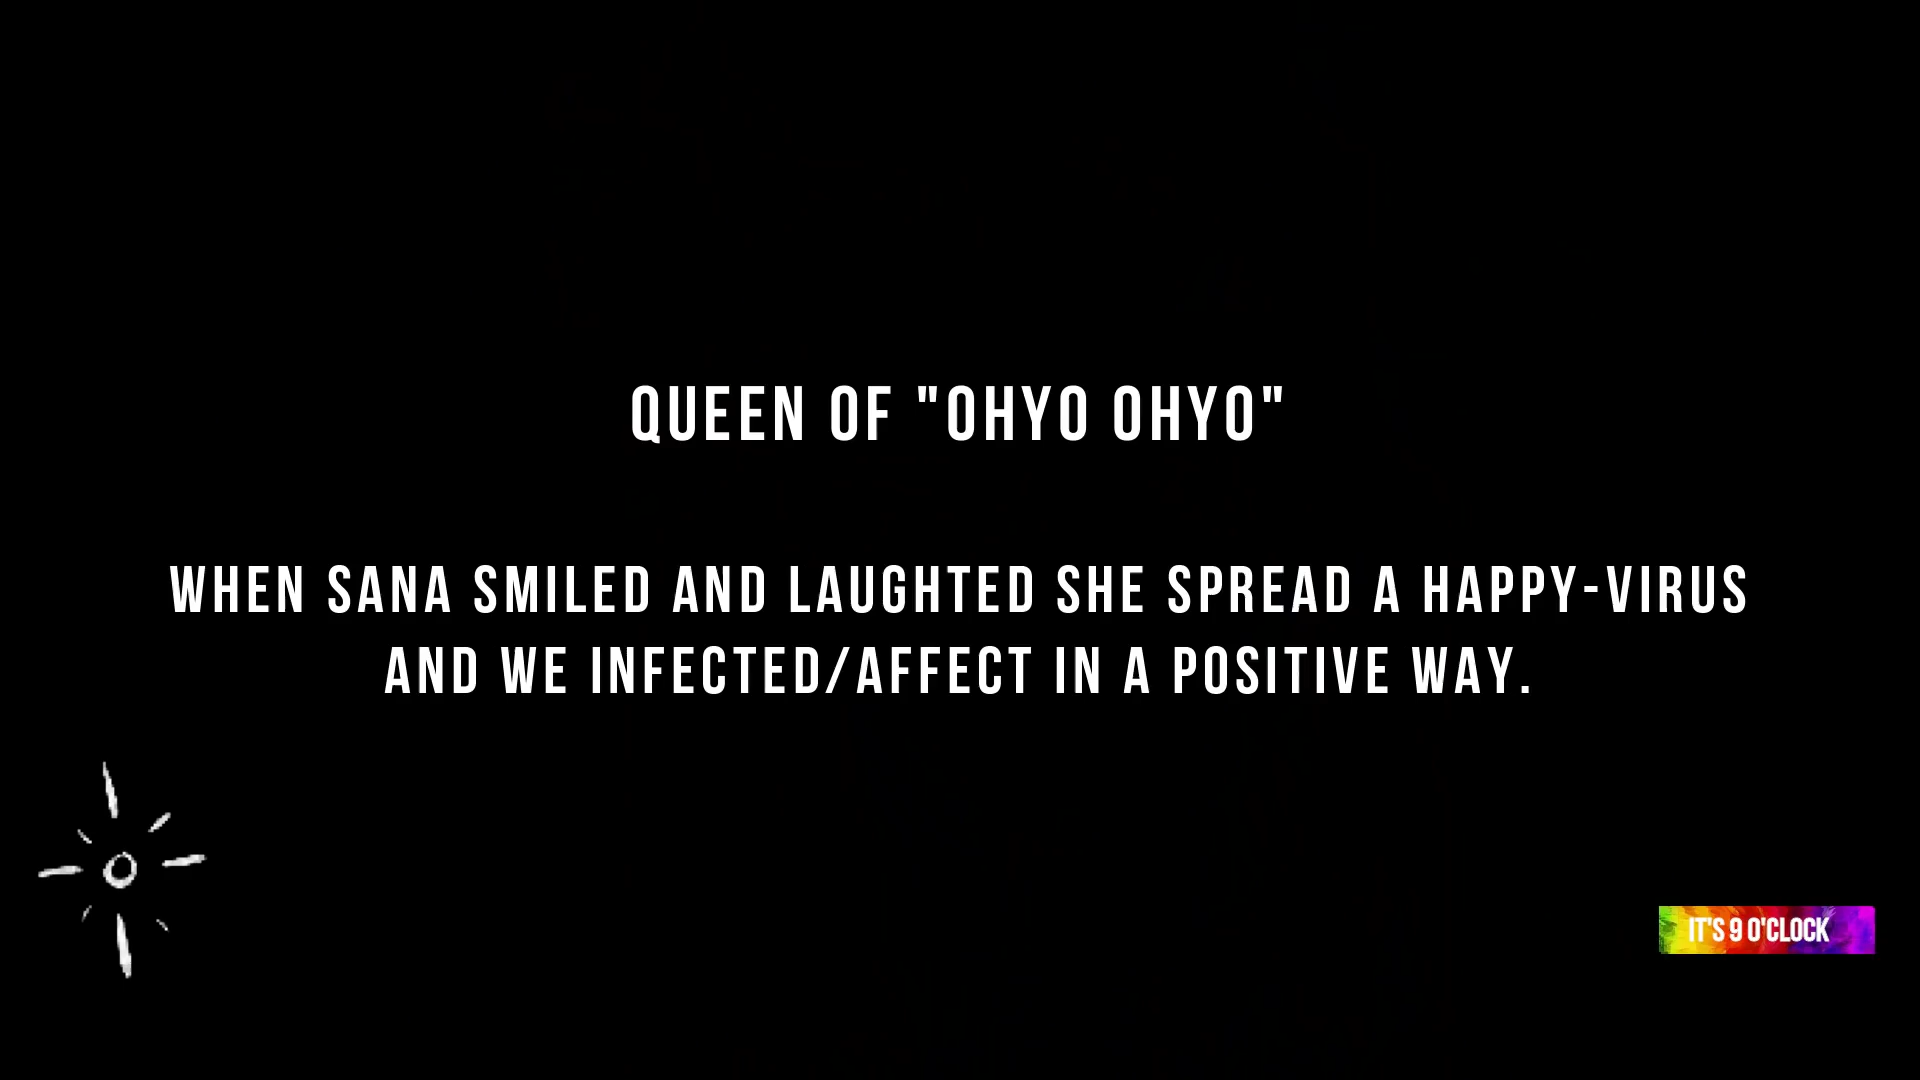 QUEEN OF "OHYO OHYO"
WHEN SANA SMILED AND LAUGHTED SHE SPREAD A HAPPY-VIRUS
AND WE INFECTED/AFFECT IN A POSITIVE WAY.
IT'S 9 O'CLOCK